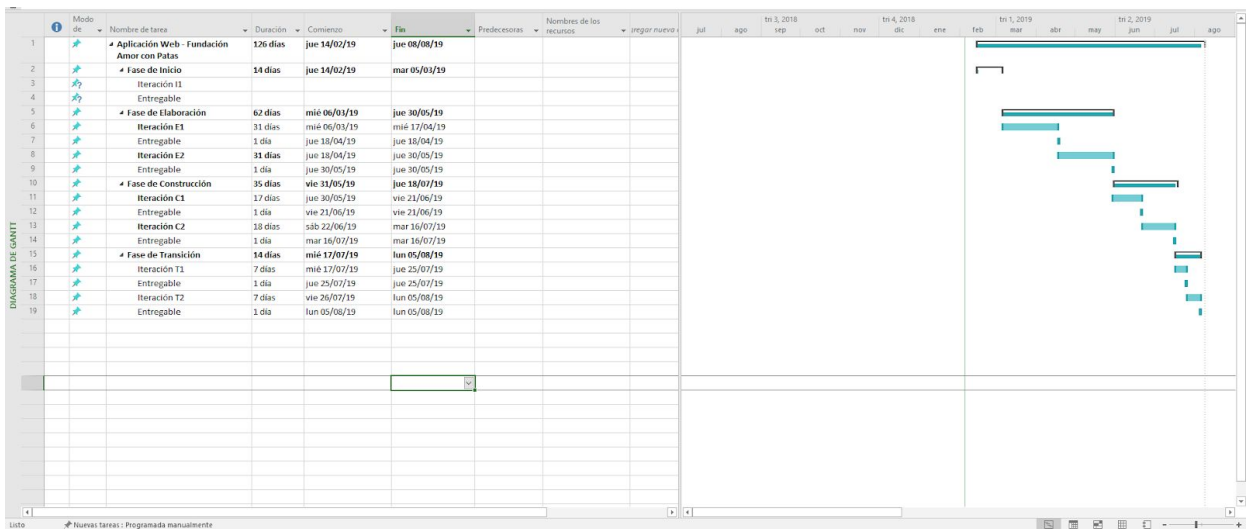 Modo de Nombre de tarea Duración Comienzo Fin Predecesoras Nombres de los recursos
tri 3, 2018 tri 4, 2018 tri 1, 2019 tri 2, 2019
jul ago sep oct nov dic ene feb mar abr may jun jul ago
1 Aplicación Web - Fundación Amor con Patas 126 días jue 14/02/19 jue 08/08/19
2 Fase de Inicio 14 días jue 14/02/19 mar 05/03/19
3 Iteración I1
4 Entregable
5 Fase de Elaboración 62 días mié 06/03/19 jue 30/05/19
6 Iteración E1 31 días mié 06/03/19 mié 17/04/19
7 Entregable 1 día jue 18/04/19 jue 18/04/19
8 Iteración E2 31 días jue 18/04/19 jue 30/05/19
9 Entregable 1 día jue 30/05/19 jue 30/05/19
10 Fase de Construcción 35 días vie 31/05/19 jue 18/07/19
11 Iteración C1 17 días jue 30/05/19 vie 21/06/19
12 Entregable 1 día vie 21/06/19 vie 21/06/19
13 Iteración C2 18 días sáb 22/06/19 mar 16/07/19
14 Entregable 1 día mar 16/07/19 mar 16/07/19
15 Fase de Transición 14 días mié 17/07/19 lun 05/08/19
16 Iteración T1 7 días mié 17/07/19 jue 25/07/19
17 Entregable 1 día jue 25/07/19 jue 25/07/19
18 Iteración T2 7 días vie 26/07/19 lun 05/08/19
19 Entregable 1 día lun 05/08/19 lun 05/08/19
DIAGRAMA DE GANTT
Listo Nuevas tareas : Programada manualmente